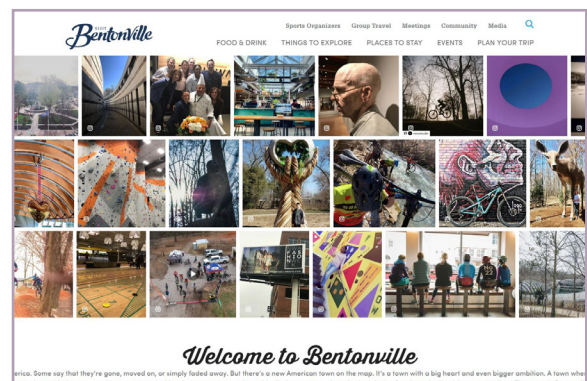 Sports Organizers Group Travel Meetings Community Media
VISIT
Bentonville
FOOD & DRINK THINGS TO EXPLORE PLACES TO STAY EVENTS PLAN YOUR TRIP
Welcome to Bentonville
erica. Some say that they're gone, moved on, or simply faded away. But there's a new American town on the map. It's a town with a big heart and even bigger ambition. A town whe